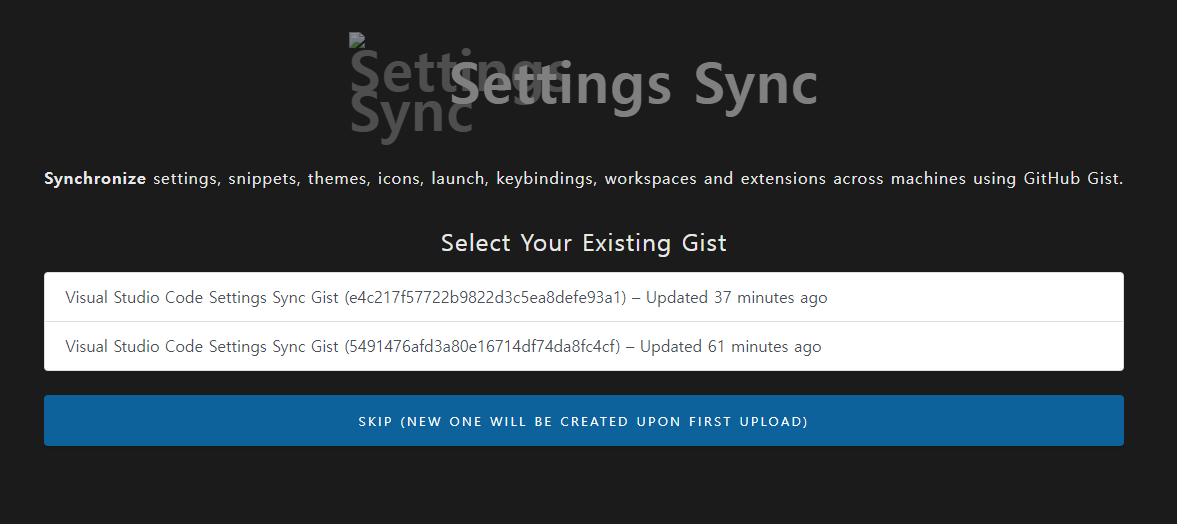 Settings
Sync
Settings Sync
Synchronize settings, snippets, themes, icons, launch, keybindings, workspaces and extensions across machines using GitHub Gist.
Select Your Existing Gist
Visual Studio Code Settings Sync Gist (e4c217f57722b9822d3c5ea8defe93a1) – Updated 37 minutes ago
Visual Studio Code Settings Sync Gist (5491476afd3a80e16714df74da8fc4cf) – Updated 61 minutes ago
SKIP (NEW ONE WILL BE CREATED UPON FIRST UPLOAD)